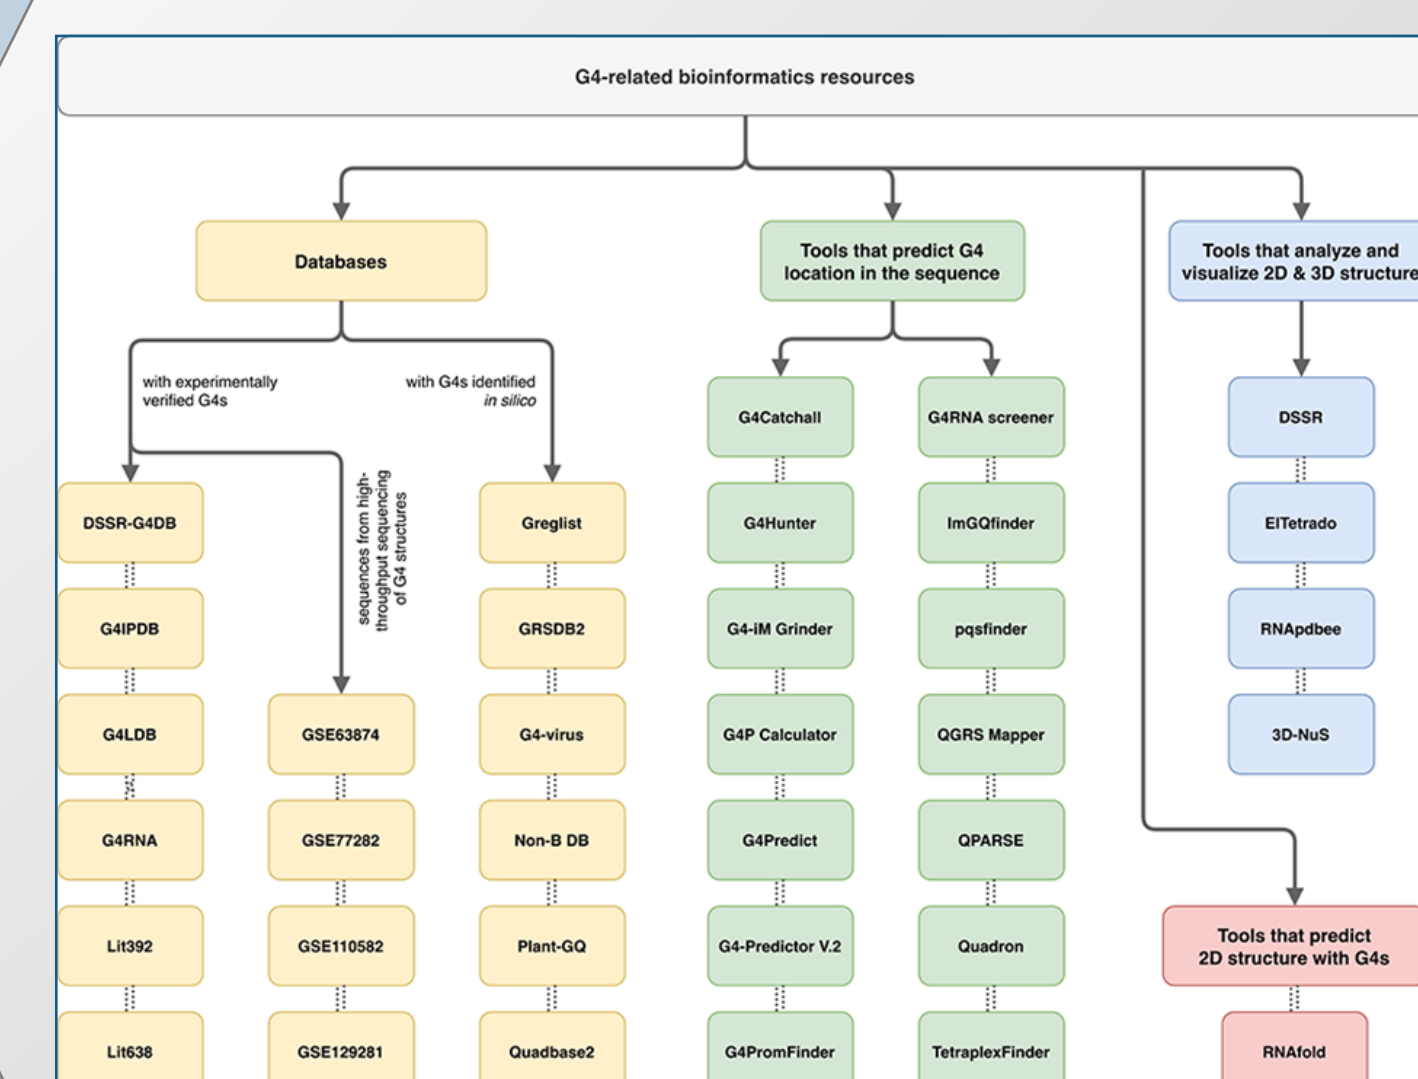 G4-related bioinformatics resources
Databases
Tools that predict G4
location in the sequence
Tools that analyze and
visualize 2D & 3D structure
with experimentally
verified G4s
with G4s identified
in silico
sequences from high-
throughput sequencing
of G4 structures
DSSR-G4DB
G4IPDB
G4LDB
G4RNA
Lit392
Lit638
GSE63874
GSE77282
GSE110582
GSE129281
Greglist
GRSDB2
G4-virus
Non-B DB
Plant-GQ
Quadbase2
G4Catchall
G4Hunter
G4-iM Grinder
G4P Calculator
G4Predict
G4-Predictor V.2
G4PromFinder
G4RNA screener
ImGQfinder
pqsfinder
QGRS Mapper
QPARSE
Quadron
TetraplexFinder
DSSR
ElTetrado
RNApdbee
3D-NuS
Tools that predict
2D structure with G4s
RNAfold